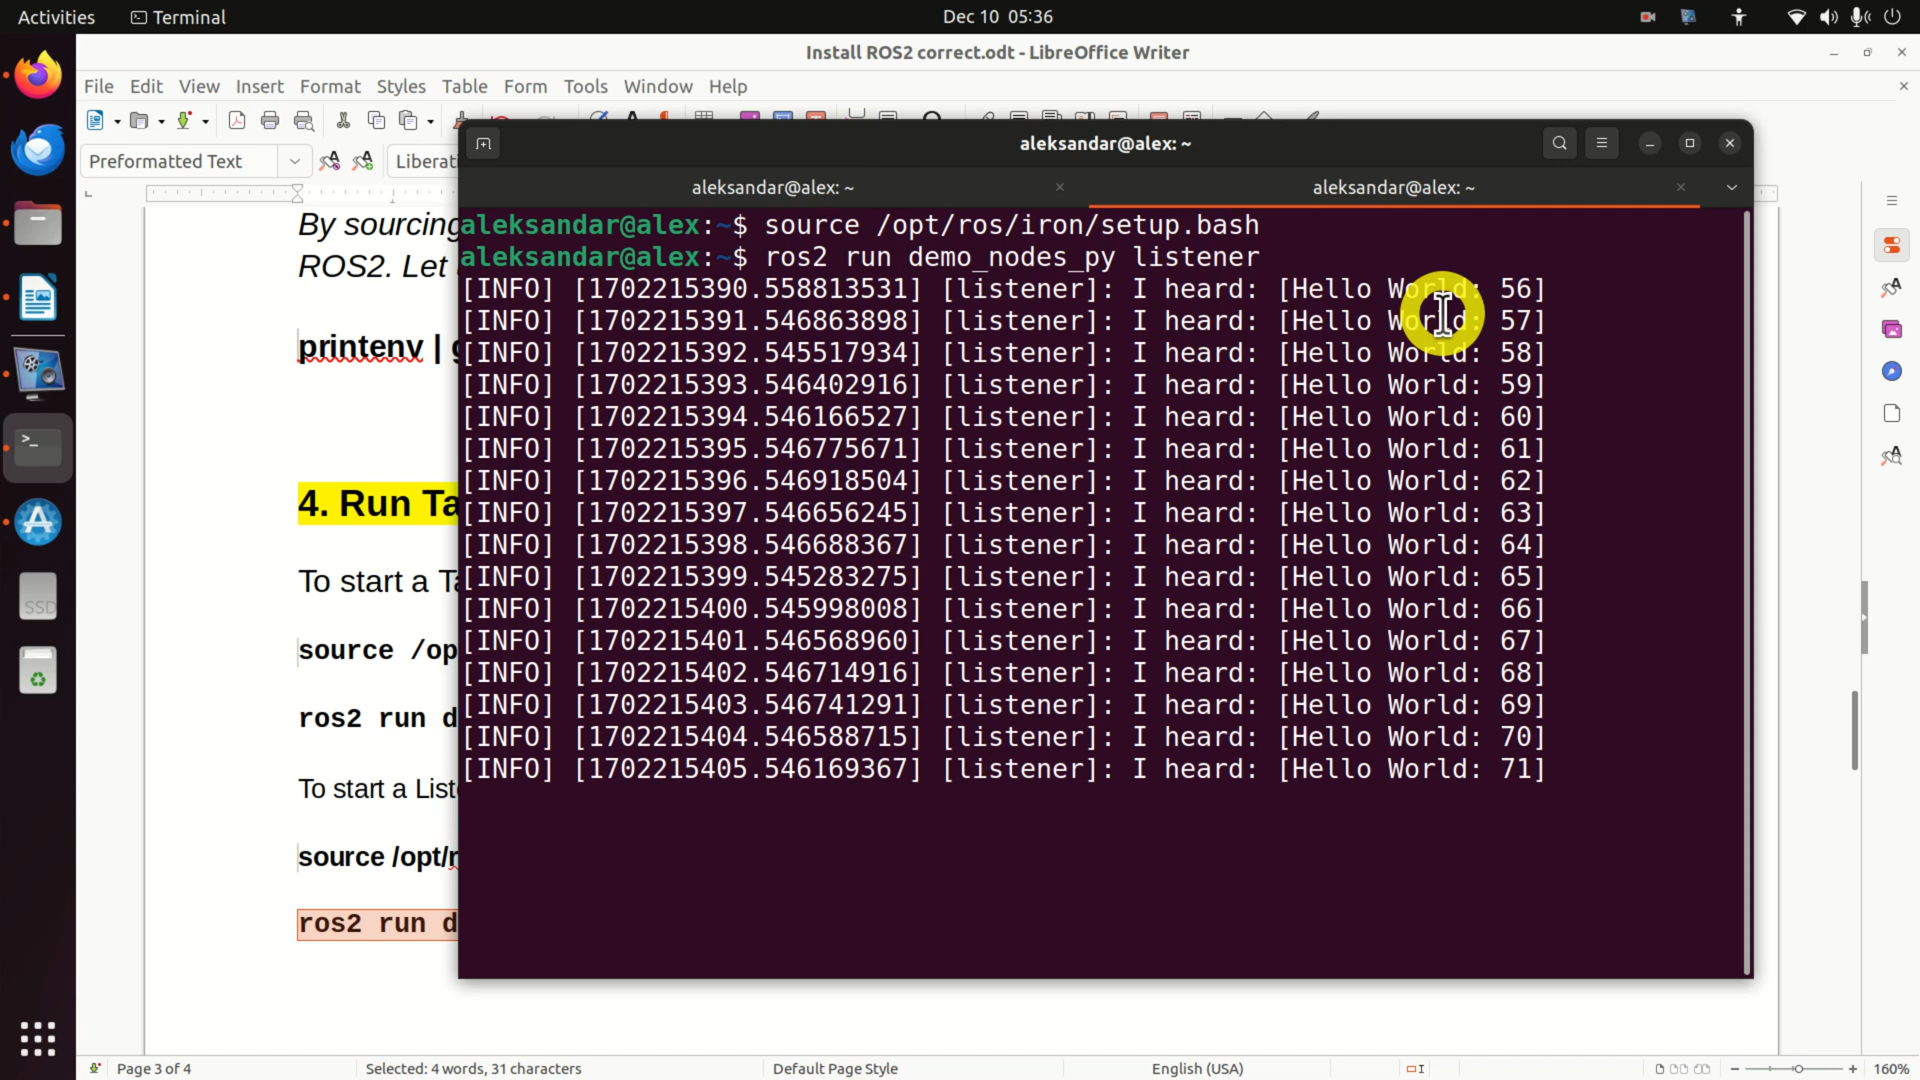 Activities
Terminal
Dec 10 05:36
Install ROS2 correct.odt - LibreOffice Writer
File Edit View Insert Format Styles Table Form Tools Window Help
Preformatted Text
Liberati
aleksandar@alex: ~
aleksandar@alex: ~
aleksandar@alex: ~
aleksandar@alex:~$ source /opt/ros/iron/setup.bash
aleksandar@alex:~$ ros2 run demo_nodes_py listener
[INFO] [1702215390.558813531] [listener]: I heard: [Hello World: 56]
[INFO] [1702215391.546863898] [listener]: I heard: [Hello World: 57]
[INFO] [1702215392.545517934] [listener]: I heard: [Hello World: 58]
[INFO] [1702215393.546402916] [listener]: I heard: [Hello World: 59]
[INFO] [1702215394.546166527] [listener]: I heard: [Hello World: 60]
[INFO] [1702215395.546775671] [listener]: I heard: [Hello World: 61]
[INFO] [1702215396.546918504] [listener]: I heard: [Hello World: 62]
[INFO] [1702215397.546656245] [listener]: I heard: [Hello World: 63]
[INFO] [1702215398.546688367] [listener]: I heard: [Hello World: 64]
[INFO] [1702215399.545283275] [listener]: I heard: [Hello World: 65]
[INFO] [1702215400.545998008] [listener]: I heard: [Hello World: 66]
[INFO] [1702215401.546568960] [listener]: I heard: [Hello World: 67]
[INFO] [1702215402.546714916] [listener]: I heard: [Hello World: 68]
[INFO] [1702215403.546741291] [listener]: I heard: [Hello World: 69]
[INFO] [1702215404.546588715] [listener]: I heard: [Hello World: 70]
[INFO] [1702215405.546169367] [listener]: I heard: [Hello World: 71]
By sourcing
ROS2. Let
printenv | g
4. Run Ta
To start a Ta
source /op
ros2 run d
To start a List
source /opt/r
ros2 run d
SSD
Page 3 of 4
Selected: 4 words, 31 characters
Default Page Style
English (USA)
160%